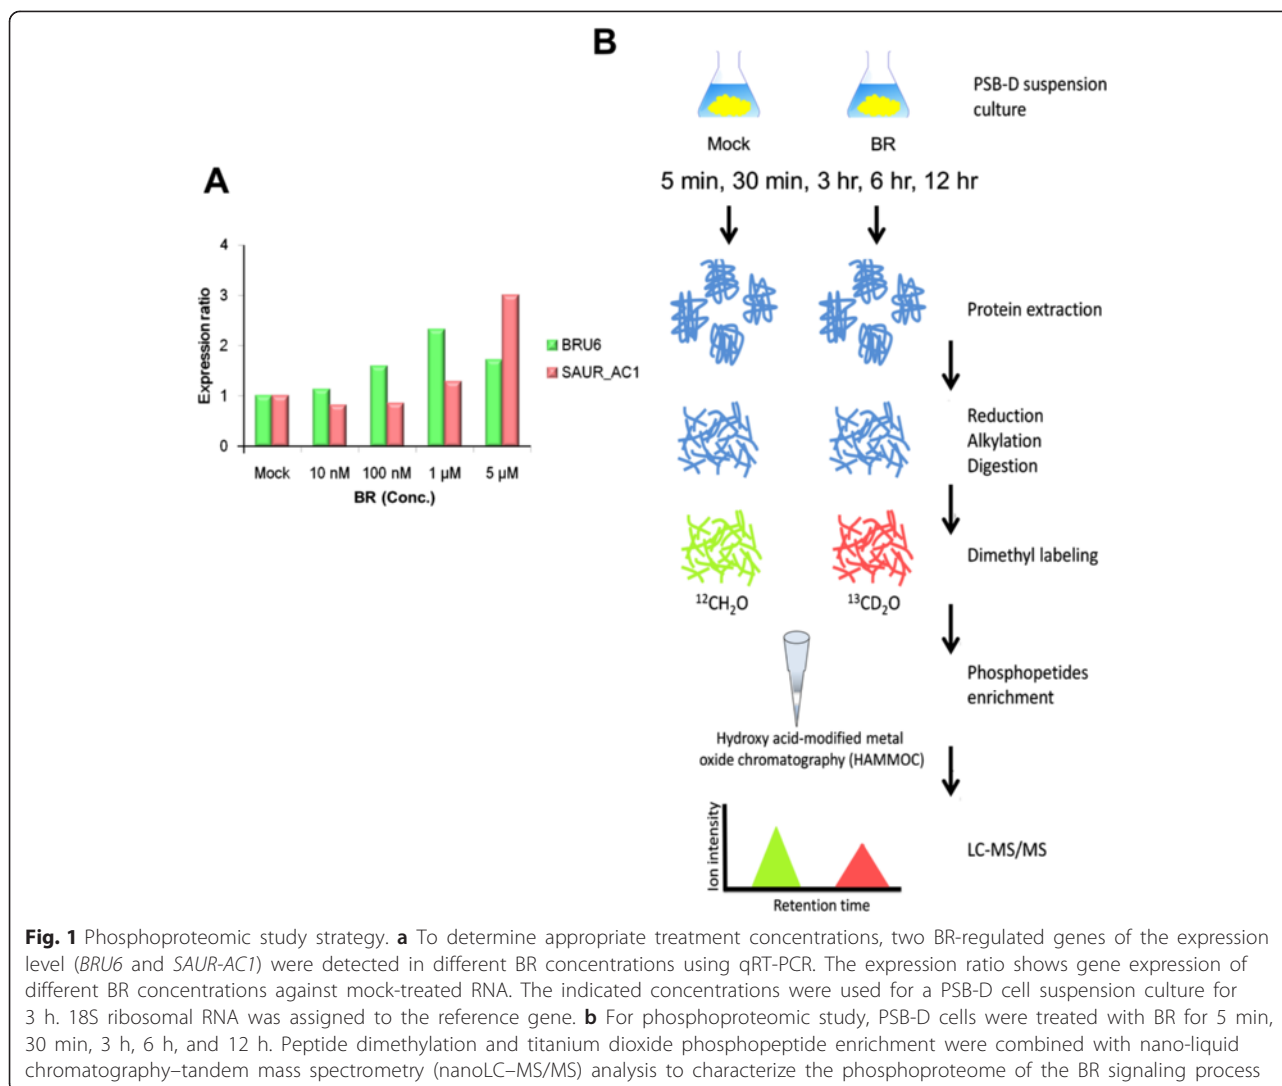 B
PSB-D suspension
culture
Mock
BR
5 min, 30 min, 3 hr, 6 hr, 12 hr
A
4
3
2
1
0
Expression ratio
BRU6
SAUR_AC1
Mock
10 nM
100 nM
1 µM
5 µM
BR (Conc.)
Protein extraction
Reduction
Alkylation
Digestion
Dimethyl labeling
¹²CH₂O
¹³CD₂O
Phosphopetides
enrichment
Hydroxy acid-modified metal
oxide chromatography (HAMMOC)
Ion intensity
Retention time
LC-MS/MS
Fig. 1 Phosphoproteomic study strategy. a To determine appropriate treatment concentrations, two BR-regulated genes of the expression
level (BRU6 and SAUR-AC1) were detected in different BR concentrations using qRT-PCR. The expression ratio shows gene expression of
different BR concentrations against mock-treated RNA. The indicated concentrations were used for a PSB-D cell suspension culture for
3 h. 18S ribosomal RNA was assigned to the reference gene. b For phosphoproteomic study, PSB-D cells were treated with BR for 5 min,
30 min, 3 h, 6 h, and 12 h. Peptide dimethylation and titanium dioxide phosphopeptide enrichment were combined with nano-liquid
chromatography–tandem mass spectrometry (nanoLC–MS/MS) analysis to characterize the phosphoproteome of the BR signaling process